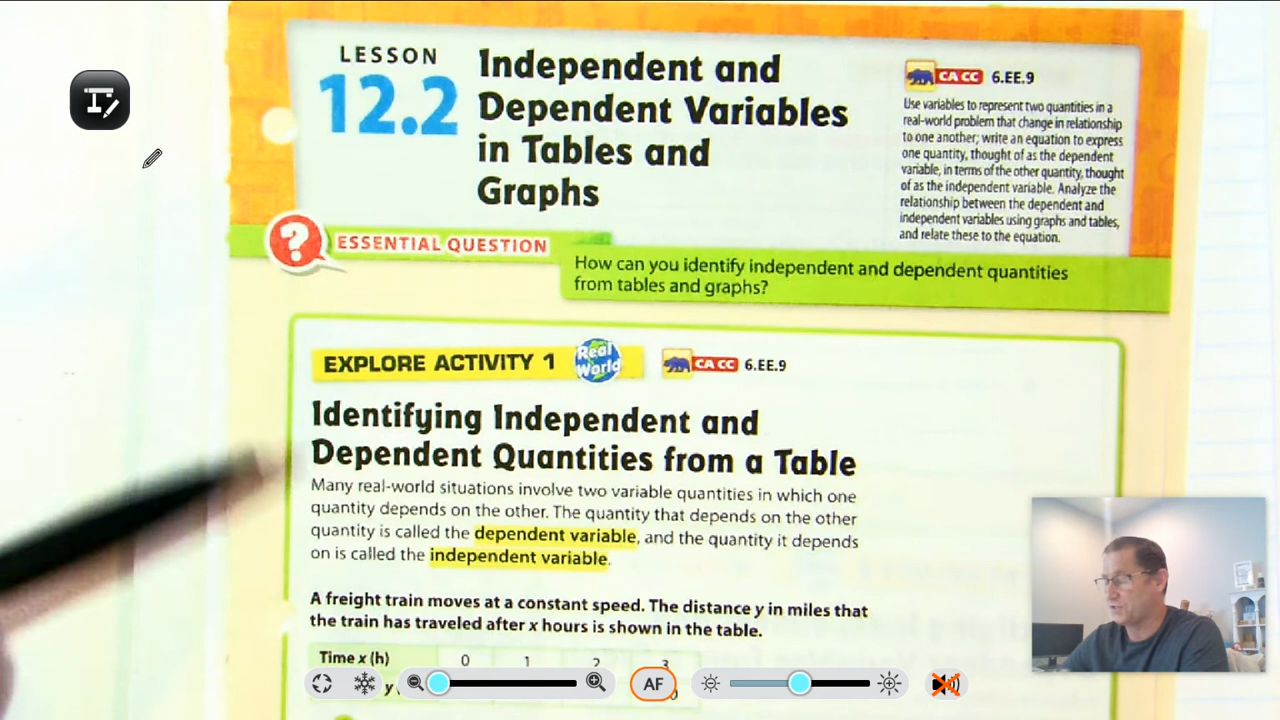 LESSON
12.2
Independent and
Dependent Variables
in Tables and
Graphs
CA CC 6.EE.9
Use variables to represent two quantities in a
real-world problem that change in relationship
to one another; write an equation to express
one quantity, thought of as the dependent
variable, in terms of the other quantity, thought
of as the independent variable. Analyze the
relationship between the dependent and
independent variables using graphs and tables,
and relate these to the equation.
?
ESSENTIAL QUESTION
How can you identify independent and dependent quantities
from tables and graphs?
EXPLORE ACTIVITY 1
Real
World
CA CC 6.EE.9
Identifying Independent and
Dependent Quantities from a Table
Many real-world situations involve two variable quantities in which one
quantity depends on the other. The quantity that depends on the other
quantity is called the dependent variable, and the quantity it depends
on is called the independent variable.
A freight train moves at a constant speed. The distance y in miles that
the train has traveled after x hours is shown in the table.
Time x (h) 0 1 2 3
y
AF